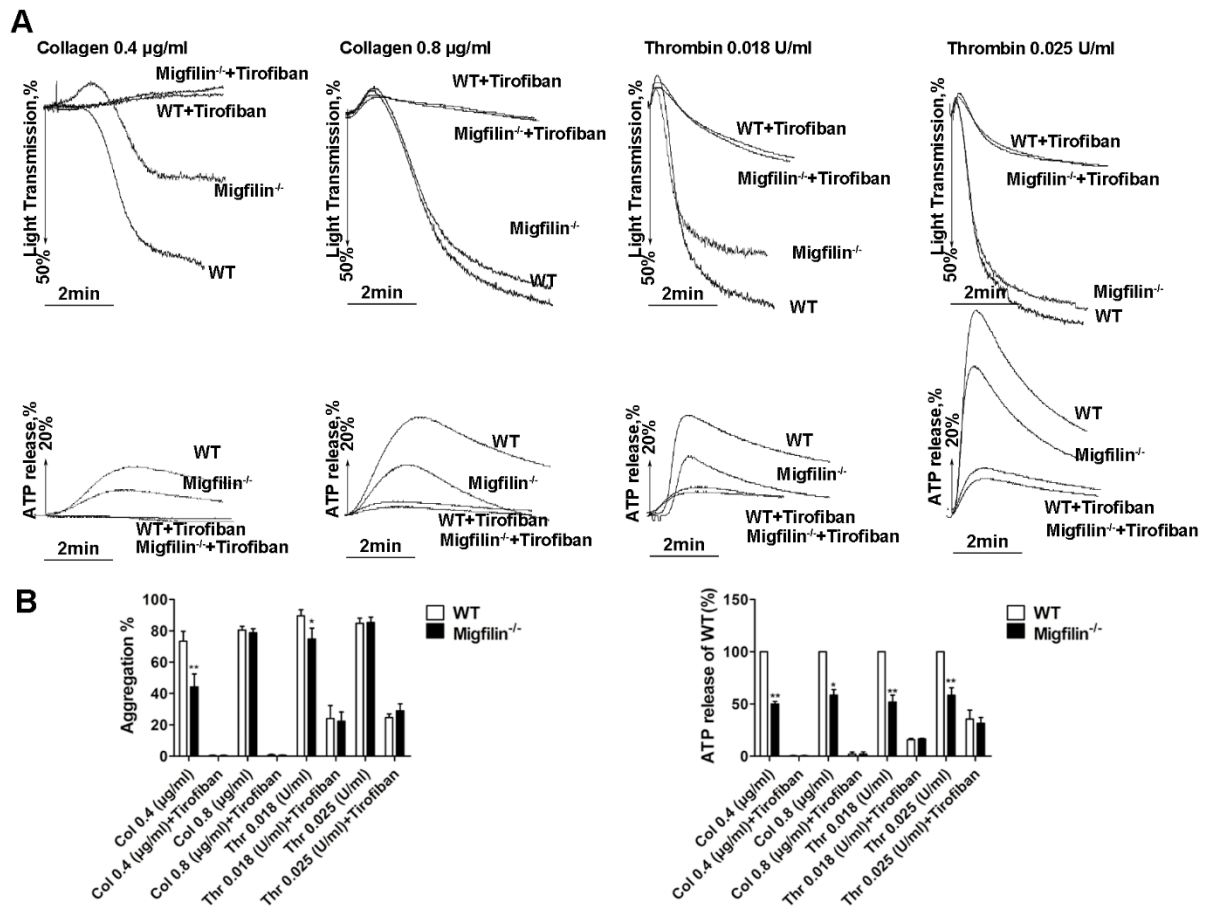 A
Collagen 0.4 µg/ml
Collagen 0.8 µg/ml
Thrombin 0.018 U/ml
Thrombin 0.025 U/ml
Light Transmission,%
50%
Migfilin-/-+Tirofiban
WT+Tirofiban
Migfilin-/-
WT
2min
Light Transmission,%
50%
WT+Tirofiban
Migfilin-/-+Tirofiban
Migfilin-/-
WT
2min
Light Transmission,%
50%
WT+Tirofiban
Migfilin-/-+Tirofiban
Migfilin-/-
WT
2min
Light Transmission,%
50%
WT+Tirofiban
Migfilin-/-+Tirofiban
Migfilin-/-
WT
2min
ATP release,%
20%
WT
Migfilin-/-
WT+Tirofiban
Migfilin-/-+Tirofiban
2min
ATP release,%
20%
WT
Migfilin-/-
WT+Tirofiban
Migfilin-/-+Tirofiban
2min
ATP release,%
20%
WT
Migfilin-/-
WT+Tirofiban
Migfilin-/-+Tirofiban
2min
ATP release,%
20%
WT
Migfilin-/-
WT+Tirofiban
Migfilin-/-+Tirofiban
2min
B
Aggregation %
100
80
60
40
20
0
**
*
WT
Migfilin-/-
Col 0.4 (µg/ml)
Col 0.4 (µg/ml)+Tirofiban
Col 0.8 (µg/ml)
Col 0.8 (µg/ml)+Tirofiban
Thr 0.018 (U/ml)
Thr 0.018 (U/ml)+Tirofiban
Thr 0.025 (U/ml)
Thr 0.025 (U/ml)+Tirofiban
ATP release of WT(%)
150
100
50
0
**
*
**
**
WT
Migfilin-/-
Col 0.4 (µg/ml)
Col 0.4 (µg/ml)+Tirofiban
Col 0.8 (µg/ml)
Col 0.8 (µg/ml)+Tirofiban
Thr 0.018 (U/ml)
Thr 0.018 (U/ml)+Tirofiban
Thr 0.025 (U/ml)
Thr 0.025 (U/ml)+Tirofiban